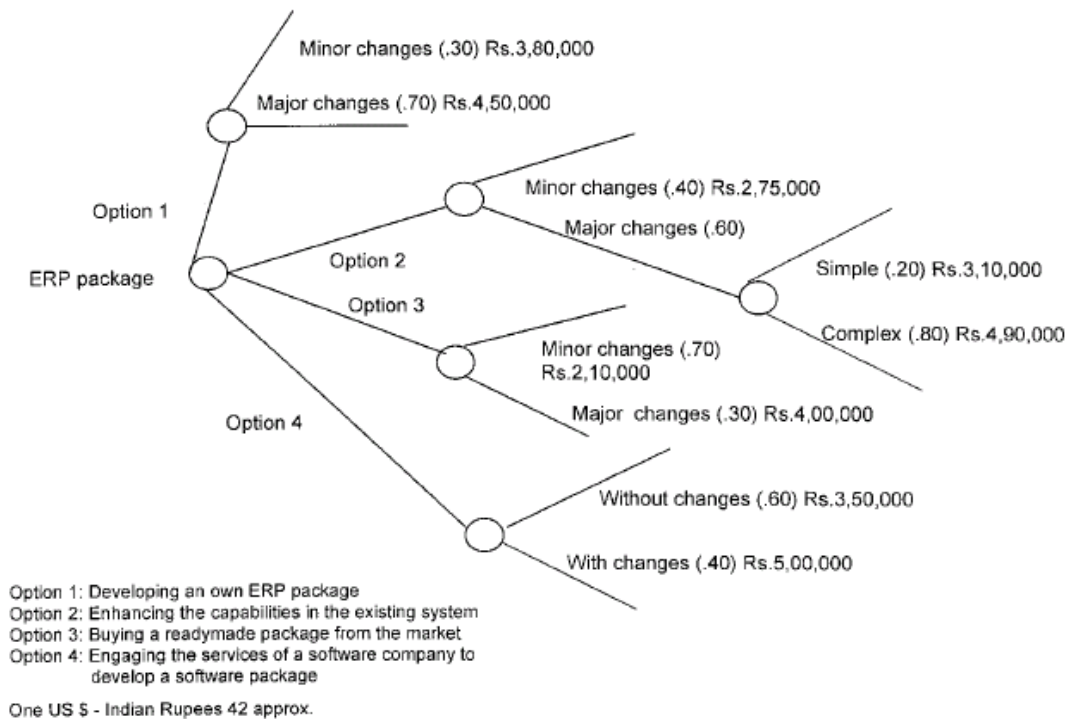 Minor changes (.30) Rs.3,80,000
Major changes (.70) Rs.4,50,000
Option 1
Minor changes (.40) Rs.2,75,000
Major changes (.60)
Option 2
ERP package
Simple (.20) Rs.3,10,000
Option 3
Complex (.80) Rs.4,90,000
Minor changes (.70)
Rs.2,10,000
Major changes (.30) Rs.4,00,000
Option 4
Without changes (.60) Rs.3,50,000
With changes (.40) Rs.5,00,000
Option 1: Developing an own ERP package
Option 2: Enhancing the capabilities in the existing system
Option 3: Buying a readymade package from the market
Option 4: Engaging the services of a software company to
develop a software package
One US $ - Indian Rupees 42 approx.